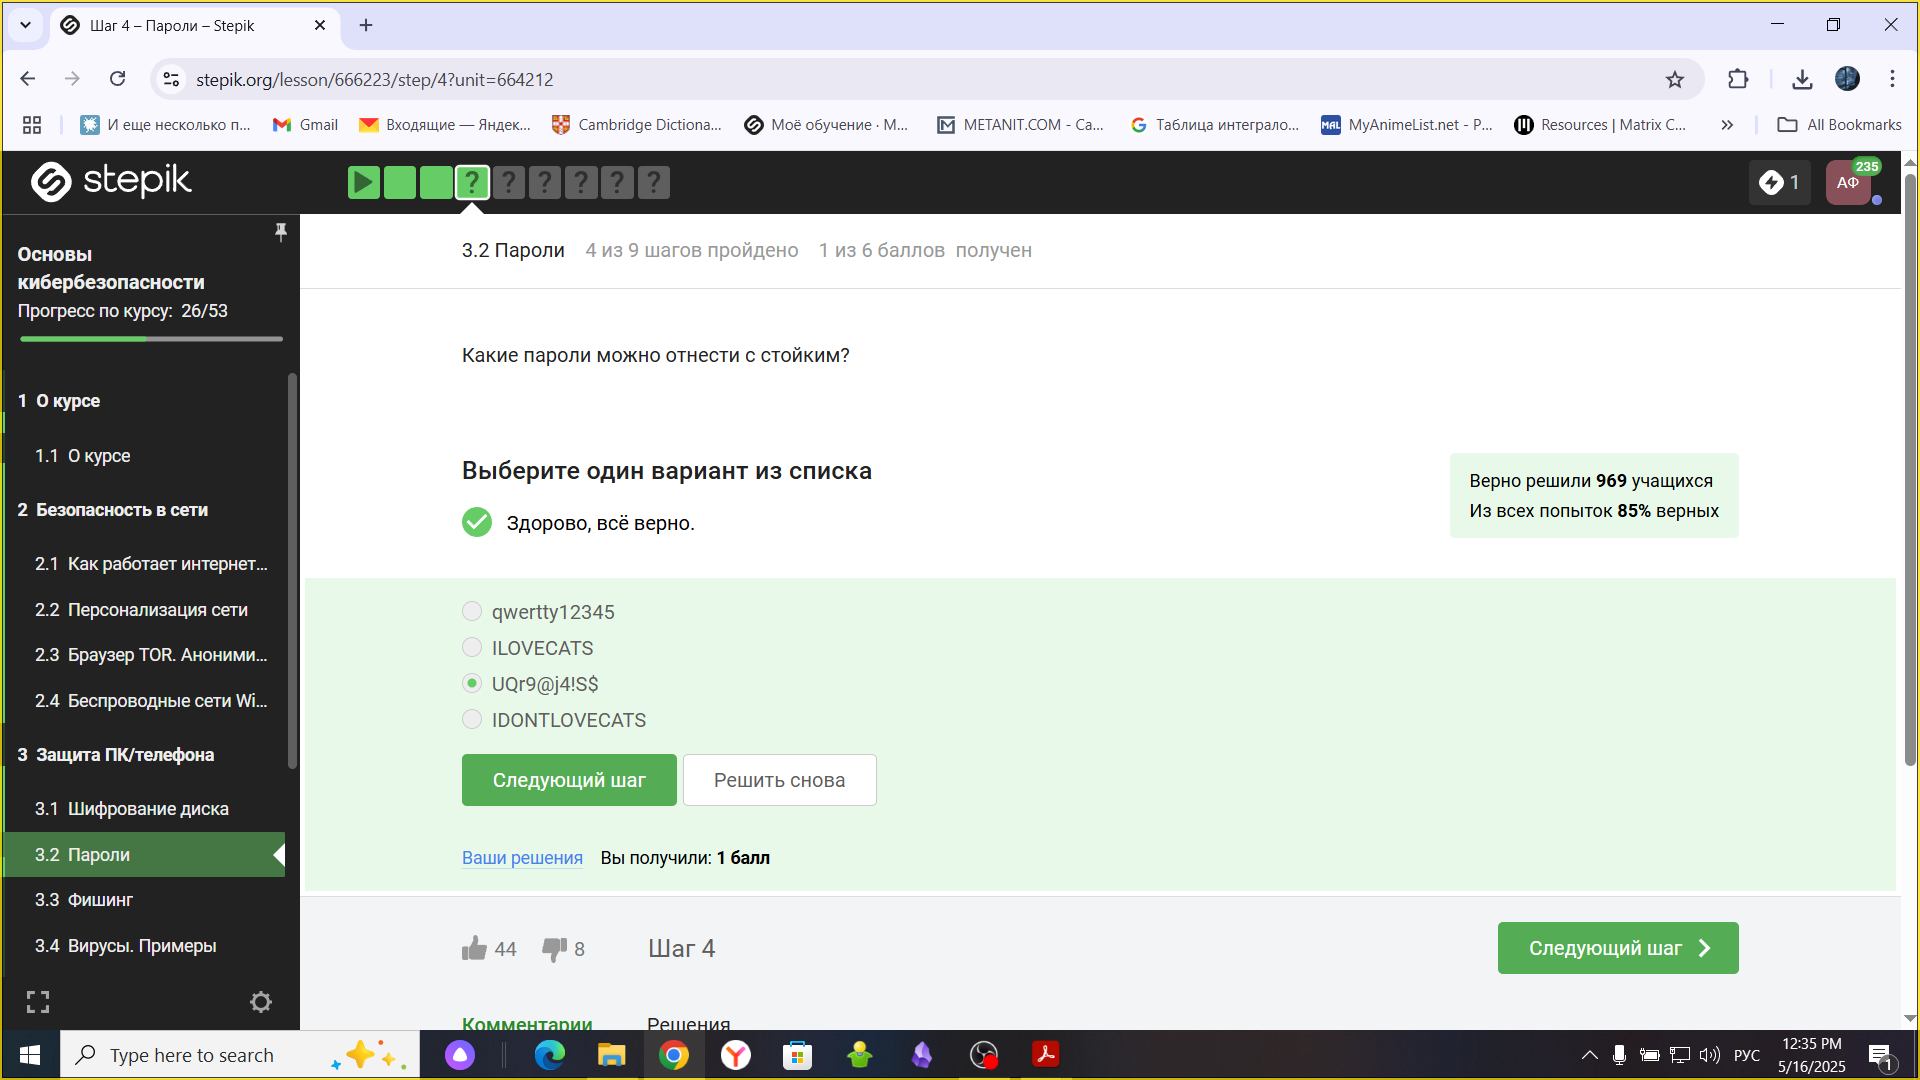 Шаг 4 – Пароли – Stepik
stepik.org/lesson/666223/step/4?unit=664212
И еще несколько п...
Gmail
Входящие — Яндек...
Cambridge Dictiona...
Моё обучение · M...
METANIT.COM - Са...
Таблица интеграло...
MAL
MyAnimeList.net - P...
Resources | Matrix C...
All Bookmarks
stepik
? ? ? ? ? ?
1
АФ
235
Основы
кибербезопасности
Прогресс по курсу: 26/53
1 О курсе
1.1 О курсе
2 Безопасность в сети
2.1 Как работает интернет...
2.2 Персонализация сети
2.3 Браузер TOR. Аноними...
2.4 Беспроводные сети Wi...
3 Защита ПК/телефона
3.1 Шифрование диска
3.2 Пароли
3.3 Фишинг
3.4 Вирусы. Примеры
3.2 Пароли 4 из 9 шагов пройдено 1 из 6 баллов получен
Какие пароли можно отнести с стойким?
Выберите один вариант из списка
Здорово, всё верно.
Верно решили 969 учащихся
Из всех попыток 85% верных
qwertty12345
ILOVECATS
UQr9@j4!S$
IDONTLOVECATS
Следующий шаг
Решить снова
Ваши решения Вы получили: 1 балл
44
8
Шаг 4
Следующий шаг
Комментарии
Решения
Type here to search
РУС
12:35 PM
5/16/2025
1